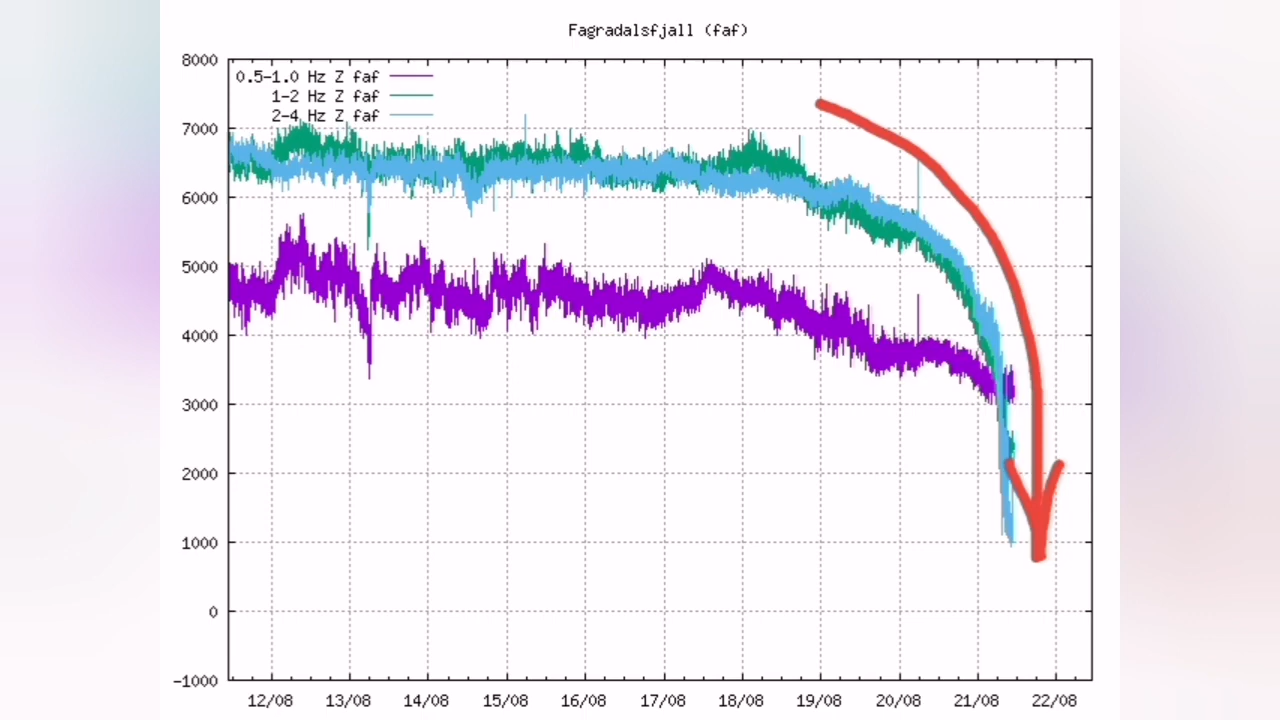 Fagradalsfjall (faf)
8000
7000
6000
5000
4000
3000
2000
1000
0
-1000
0.5-1.0 Hz Z faf
1-2 Hz Z faf
2-4 Hz Z faf
12/08 13/08 14/08 15/08 16/08 17/08 18/08 19/08 20/08 21/08 22/08